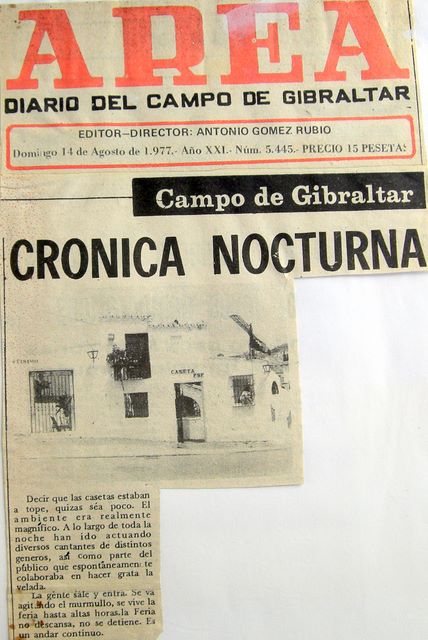 AREA
DIARIO DEL CAMPO DE GIBRALTAR
EDITOR—DIRECTOR: ANTONIO GOMEZ RUBIO
Domingo 14 de Agosto de 1.977.- Año XXI.- Núm. 5.445.- PRECIO 15 PESETAS
Campo de Gibraltar
CRONICA NOCTURNA
CASETA
Decir que las casetas estaban
a tope, quizas séa poco. El
ambiente era realmente
magnífico. A lo largo de toda la
noche han ido actuando
diversos cantantes de distintos
generos, así como parte del
público que espontáneamente
colaboraba en hacer grata la
velada.
La gente sale y entra. Se va
agitando el murmullo, se vive la
feria hasta altas horas.la Feria
no descansa, no se detiene. Es
un andar continuo.